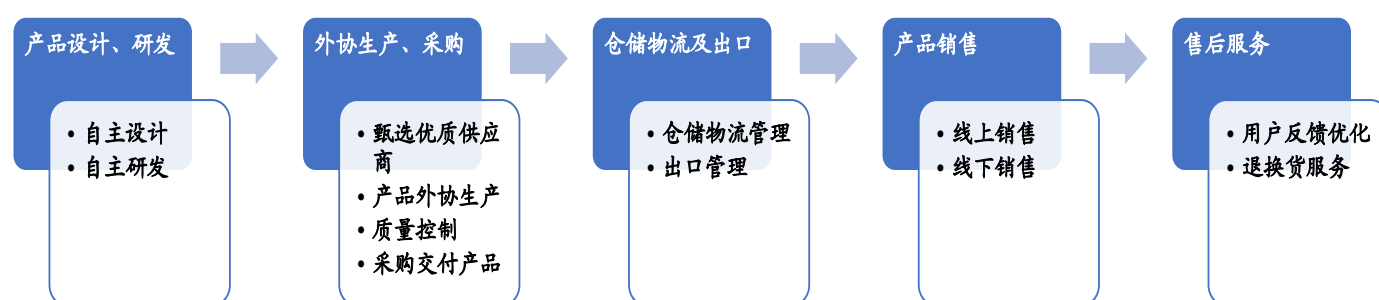 产品设计、研发
• 自主设计
• 自主研发
外协生产、采购
• 甄选优质供应
商
• 产品外协生产
• 质量控制
• 采购交付产品
仓储物流及出口
• 仓储物流管理
• 出口管理
产品销售
• 线上销售
• 线下销售
售后服务
• 用户反馈优化
• 退换货服务